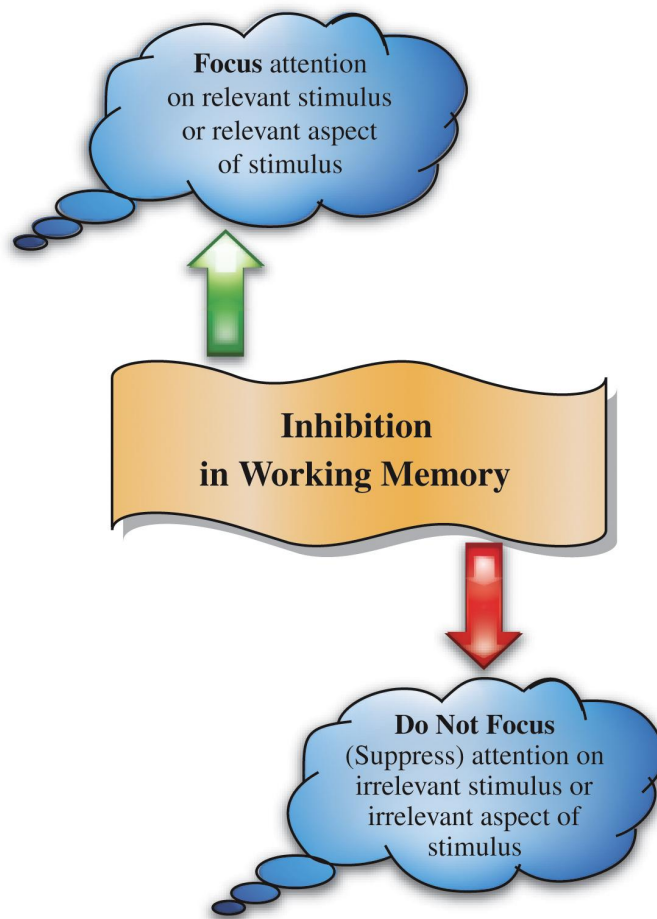 Focus attention
on relevant stimulus
or relevant aspect
of stimulus
Inhibition
in Working Memory
Do Not Focus
(Suppress) attention on
irrelevant stimulus or
irrelevant aspect of
stimulus